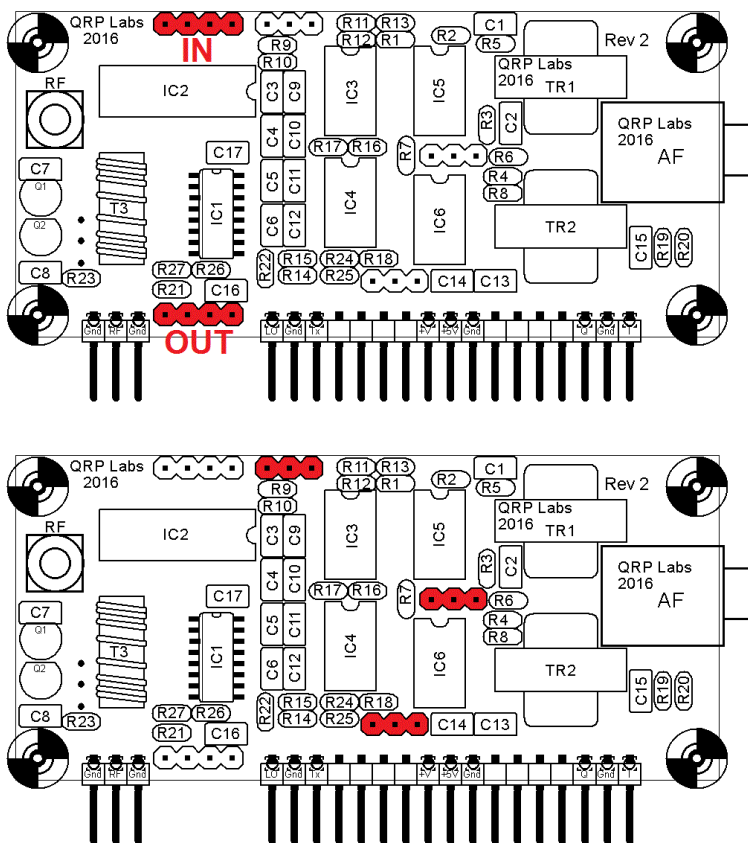 QRP Labs
2016
IN
R11 R13
R12 R1
R9
R10
R2
C1
R5
Rev 2
RF
IC2
C3 C9
IC3
IC5
QRP Labs
2016
TR1
C4 C10
R3
C2
QRP Labs
2016
AF
C7
Q1
C17
R17 R16
R7
R6
T3
IC1
C5 C11
IC4
IC6
R4
R8
Q2
C6 C12
TR2
C8
R23
R27 R26
R22
R15 R24 R18
R14 R25
C14 C13
C15
R19
R20
R21
C16
Gnd RF Gnd
OUT
LO Gnd Tx
+V +5V Gnd
Q Gnd I
QRP Labs
2016
R11 R13
R12 R1
R9
R10
R2
C1
R5
Rev 2
RF
IC2
C3 C9
IC3
IC5
QRP Labs
2016
TR1
C4 C10
R3
C2
QRP Labs
2016
AF
C7
Q1
C17
R17 R16
R7
R6
T3
IC1
C5 C11
IC4
IC6
R4
R8
Q2
C6 C12
TR2
C8
R23
R27 R26
R22
R15 R24 R18
R14 R25
C14 C13
C15
R19
R20
R21
C16
Gnd RF Gnd
LO Gnd Tx
+V +5V Gnd
Q Gnd I